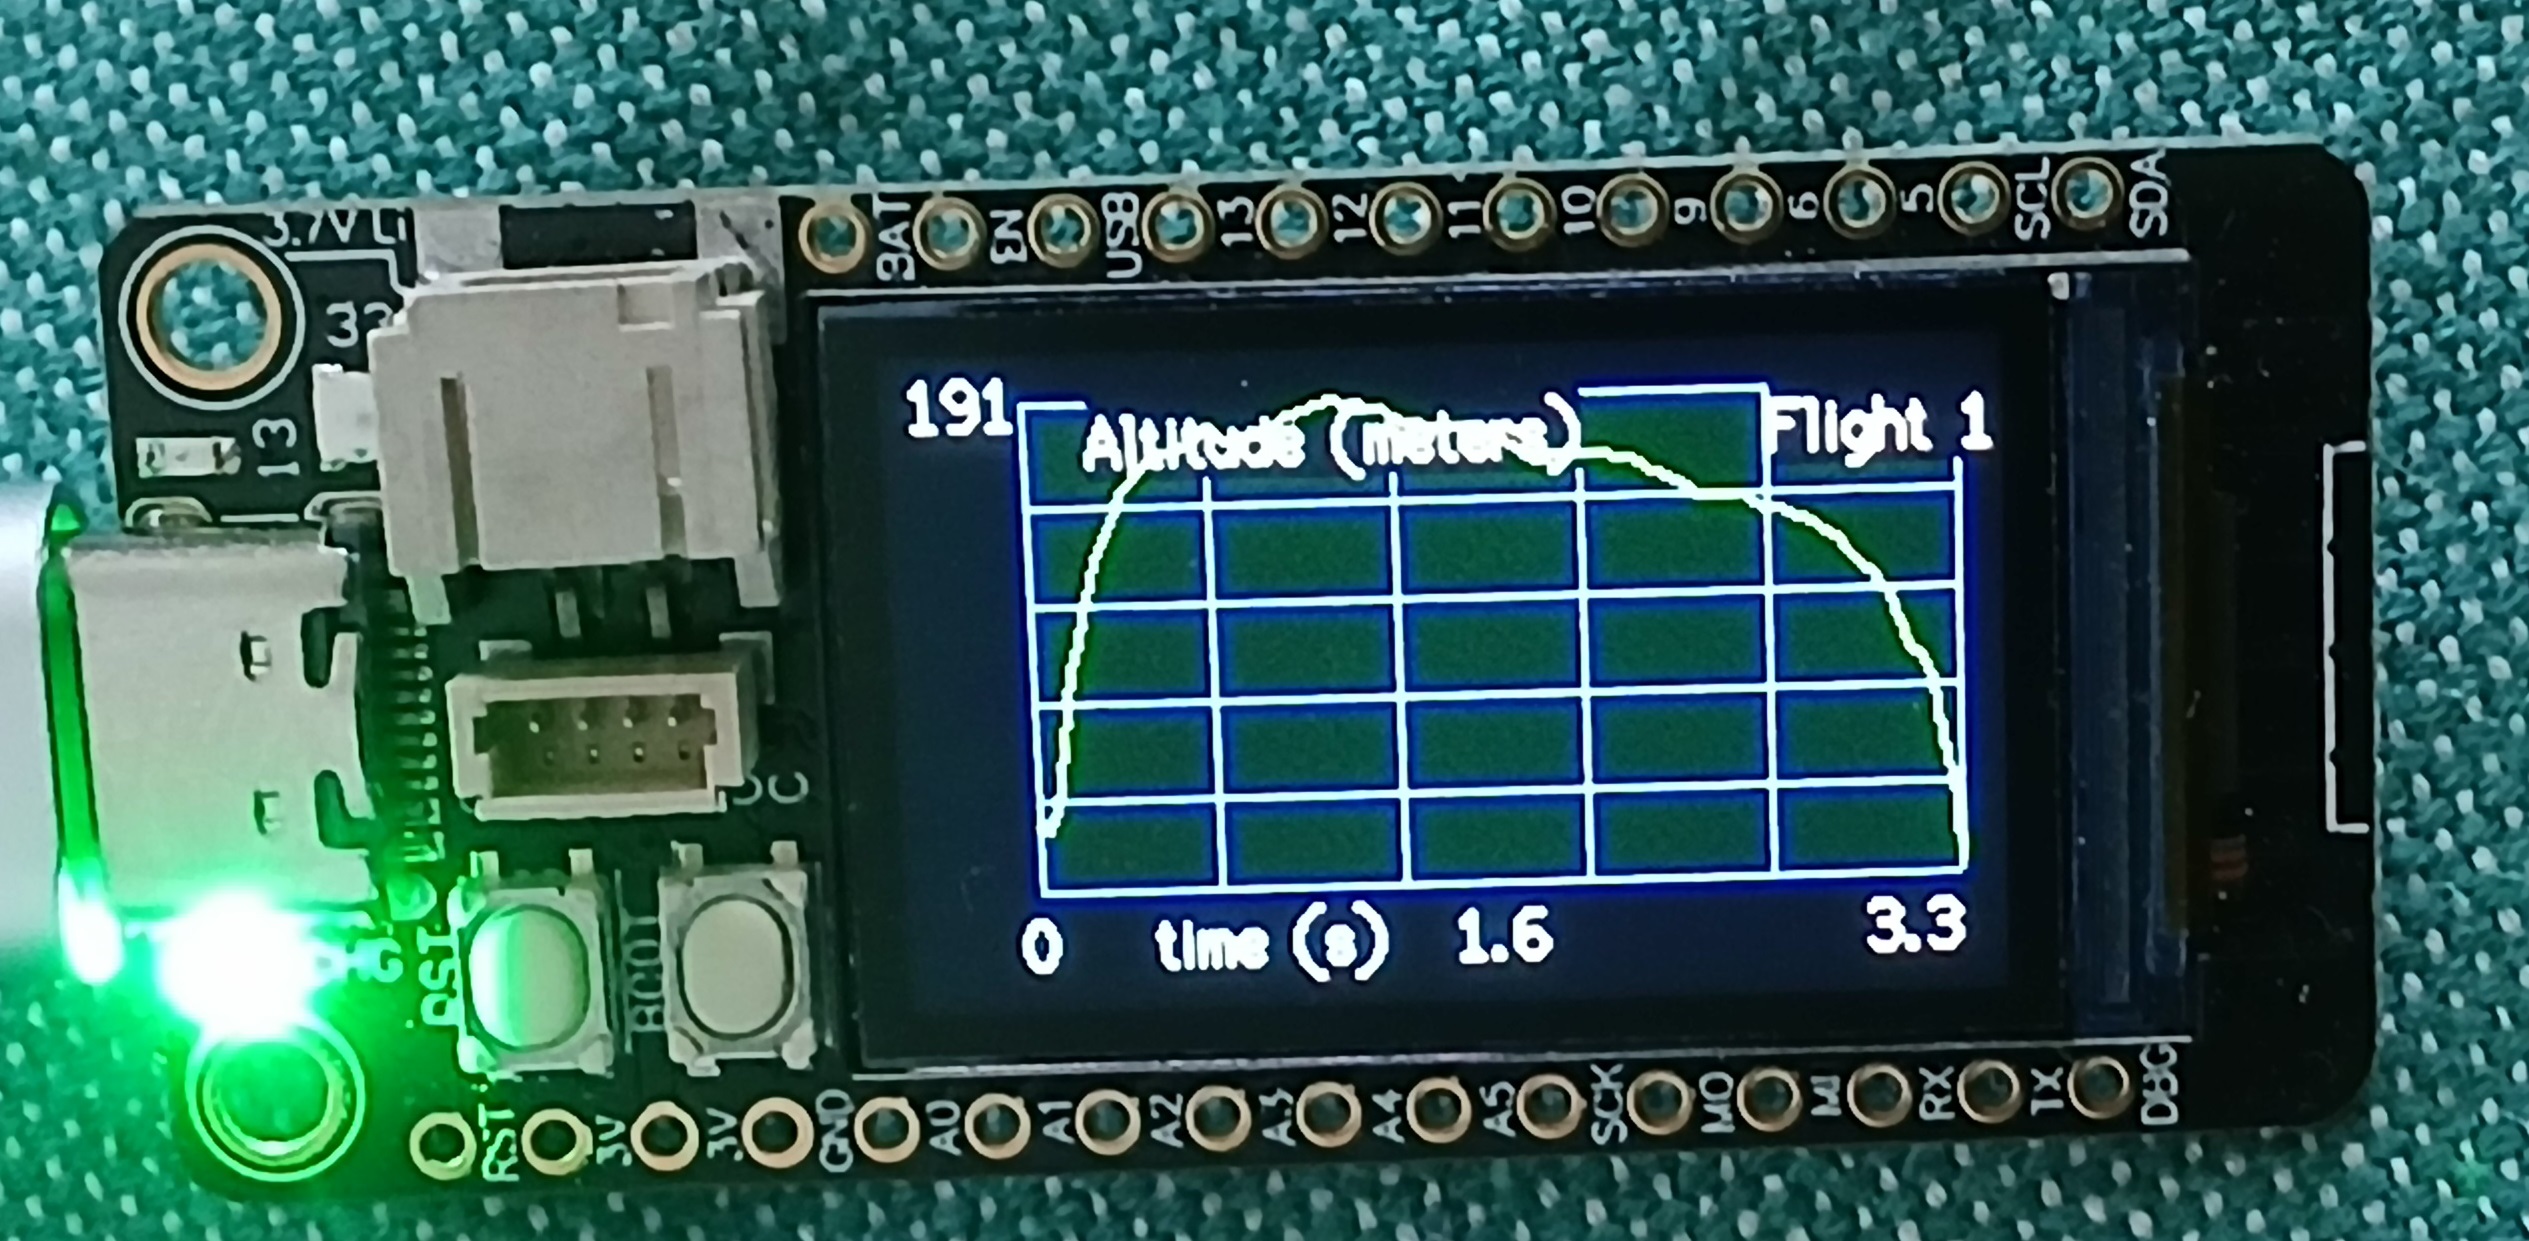 3.7V Li
BAT EN USB 13 12 11 10 9 6 5 SCL SDA
13
191
Altitude (meters)
Flight 1
0 time (s) 1.6 3.3
RST
BOOT
RST 3V 3V GND A0 A1 A2 A3 A4 A5 SCK MO MI RX TX DBG